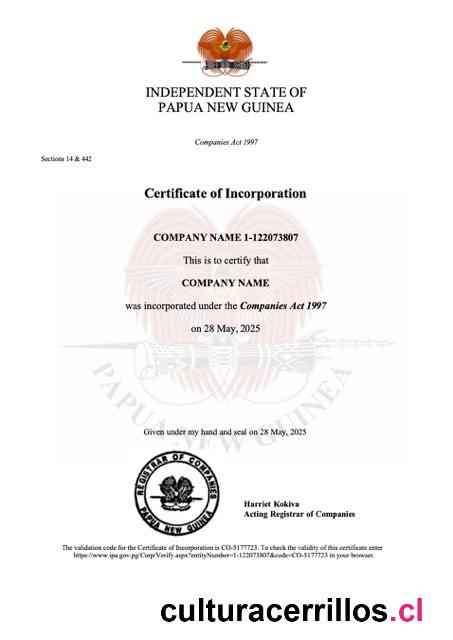 INDEPENDENT STATE OF
PAPUA NEW GUINEA
Companies Act 1997
Sections 14 & 442
Certificate of Incorporation
COMPANY NAME 1-122073807
This is to certify that
COMPANY NAME
was incorporated under the Companies Act 1997
on 28 May, 2025
PAPUA NEW GUINEA
Given under my hand and seal on 28 May, 2025
REGISTRAR OF COMPANIES
PAPUA NEW GUINEA
Harriet Kokiva
Acting Registrar of Companies
The validation code for the Certificate of Incorporation is CO-5177723. To check the validity of this certificate enter
https://www.ipa.gov.pg/Corp/Verify.aspx?entityNumber=1-122073807&code=CO-5177723 in your browser.
culturacerrillos.cl